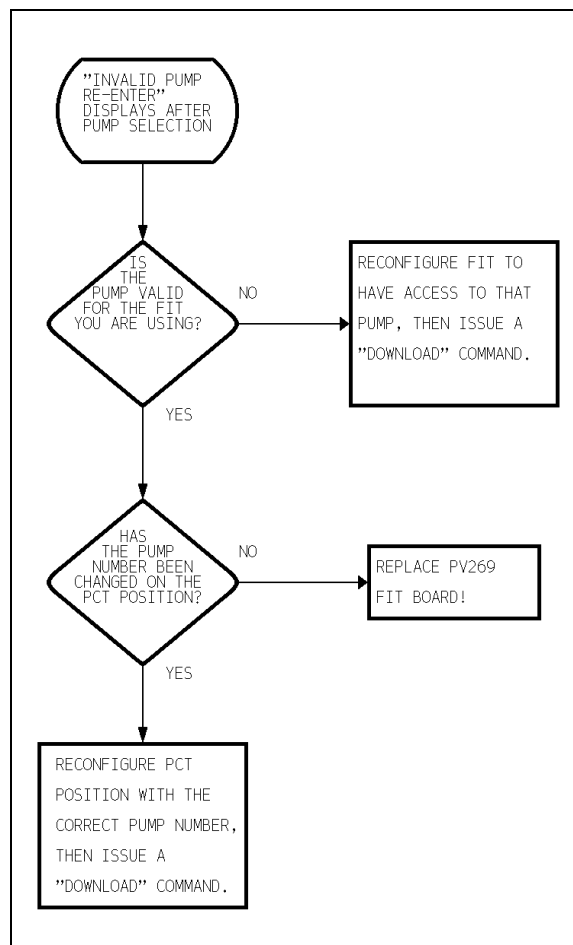 ”INVALID PUMP
RE-ENTER”
DISPLAYS AFTER
PUMP SELECTION
IS
THE
PUMP VALID
FOR THE FIT
YOU ARE USING?
NO
RECONFIGURE FIT TO
HAVE ACCESS TO THAT
PUMP, THEN ISSUE A
”DOWNLOAD” COMMAND.
YES
HAS
THE PUMP
NUMBER BEEN
CHANGED ON THE
PCT POSITION?
NO
REPLACE PV269
FIT BOARD!
YES
RECONFIGURE PCT
POSITION WITH THE
CORRECT PUMP NUMBER,
THEN ISSUE A
”DOWNLOAD” COMMAND.